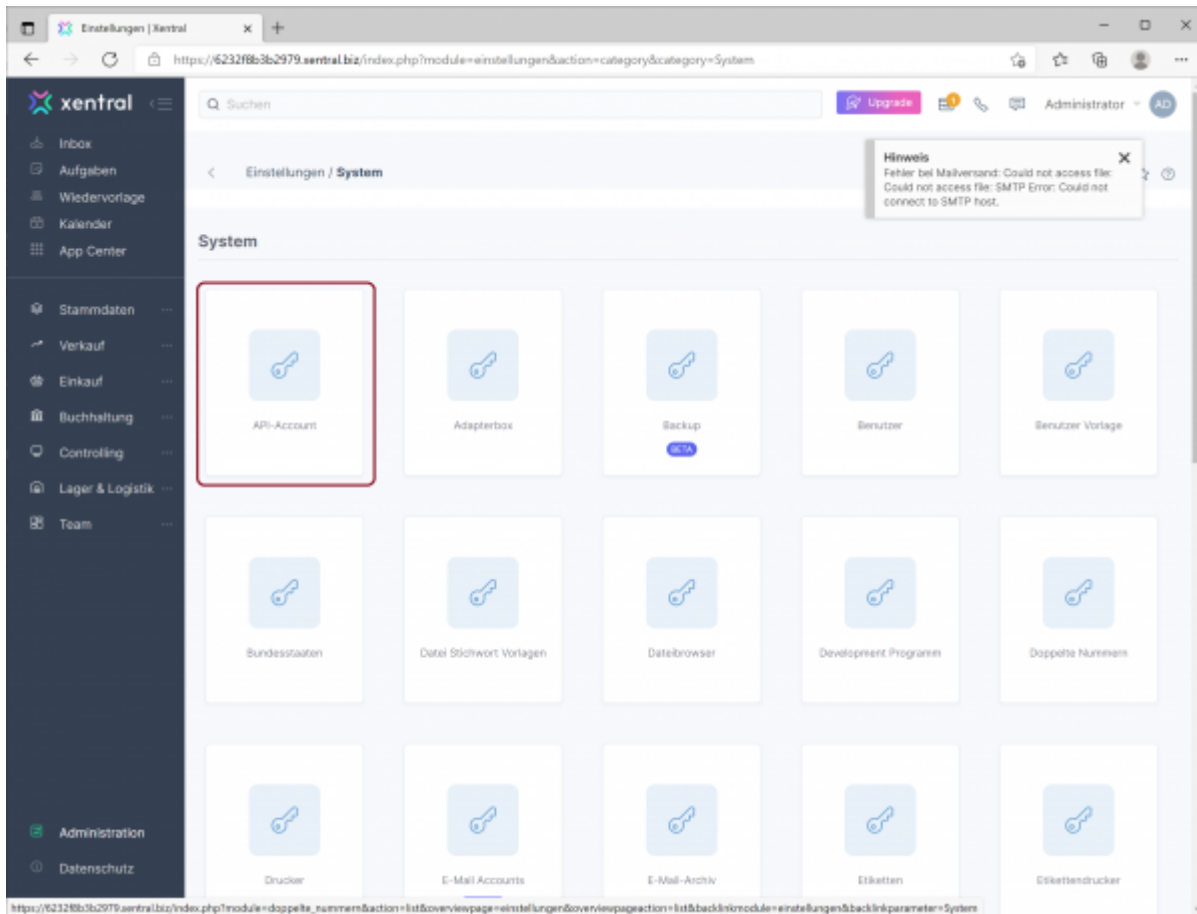 Einstellungen | Xentral
https://6232f8b3b2979.xentral.biz/index.php?module=einstellungen&action=category&category=System
xentral
Suchen
Upgrade
1
Administrator
AD
Inbox
Aufgaben
Wiedervorlage
Kalender
App Center
Einstellungen / System
Hinweis
Fehler bei Mailversand: Could not access file:
Could not access file: SMTP Error: Could not
connect to SMTP host.
System
Stammdaten
Verkauf
Einkauf
Buchhaltung
Controlling
Lager & Logistik
Team
API-Account
Adapterbox
Backup
BETA
Benutzer
Benutzer Vorlage
Bundesstaaten
Datei Stichwort Vorlagen
Dateibrowser
Development Programm
Doppelte Nummern
Drucker
E-Mail Accounts
E-Mail-Archiv
Etiketten
Etikettendrucker
Administration
Datenschutz
https://6232f8b3b2979.xentral.biz/index.php?module=doppelte_nummern&action=list&overviewpage=einstellungen&overviewpageaction=list&backlinkmodule=einstellungen&backlinkparameter=System